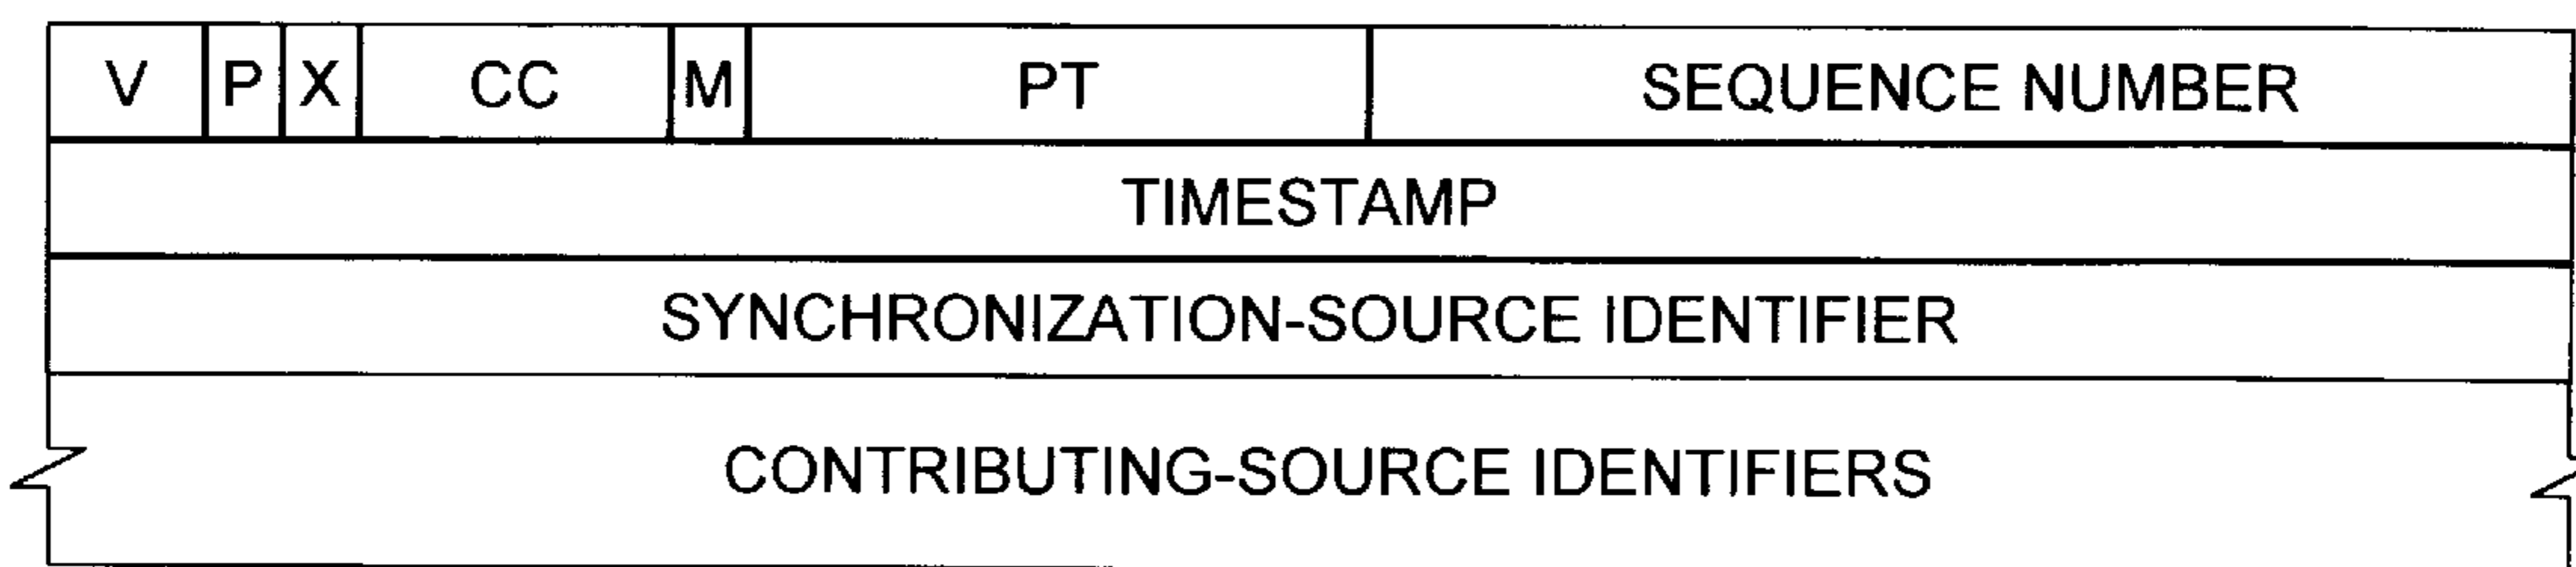 V P X CC M PT SEQUENCE NUMBER
TIMESTAMP
SYNCHRONIZATION-SOURCE IDENTIFIER
CONTRIBUTING-SOURCE IDENTIFIERS